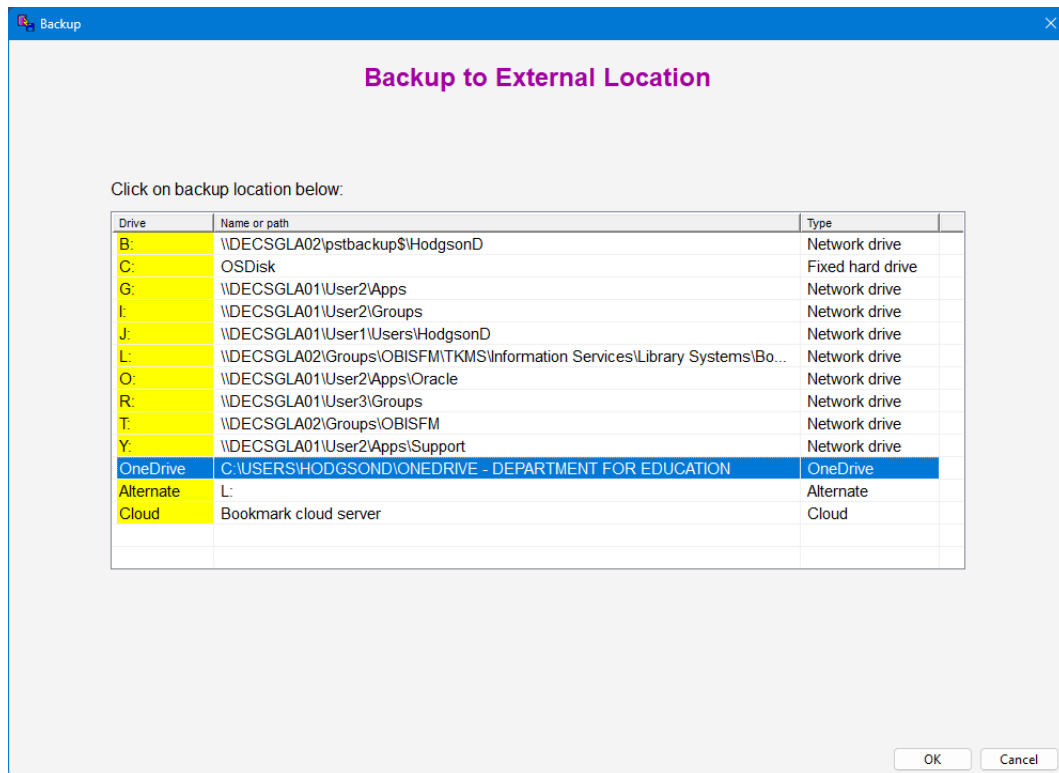 Backup
Backup to External Location
Click on backup location below:
Drive Name or path Type
B: \\DECSGLA02\pstbackup$\HodgsonD Network drive
C: OSDisk Fixed hard drive
G: \\DECSGLA01\User2\Apps Network drive
I: \\DECSGLA01\User2\Groups Network drive
J: \\DECSGLA01\User1\Users\HodgsonD Network drive
L: \\DECSGLA02\Groups\OBISFM\TKMS\Information Services\Library Systems\Bo... Network drive
O: \\DECSGLA01\User2\Apps\Oracle Network drive
R: \\DECSGLA01\User3\Groups Network drive
T: \\DECSGLA02\Groups\OBISFM Network drive
Y: \\DECSGLA01\User2\Apps\Support Network drive
OneDrive C:\USERS\HODGSOND\ONEDRIVE - DEPARTMENT FOR EDUCATION OneDrive
Alternate L: Alternate
Cloud Bookmark cloud server Cloud
OK Cancel